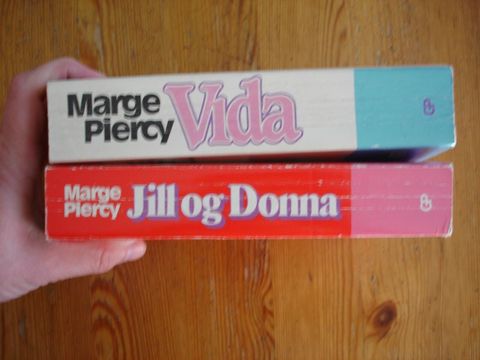 Marge
Piercy
Vida
Marge
Piercy
Jill og Donna